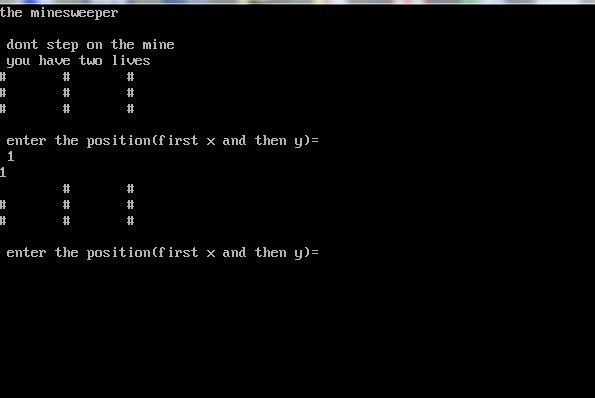 the minesweeper
dont step on the mine
you have two lives
# # #
# # #
# # #
enter the position(first x and then y)=
1
1
# #
# # #
# # #
enter the position(first x and then y)=